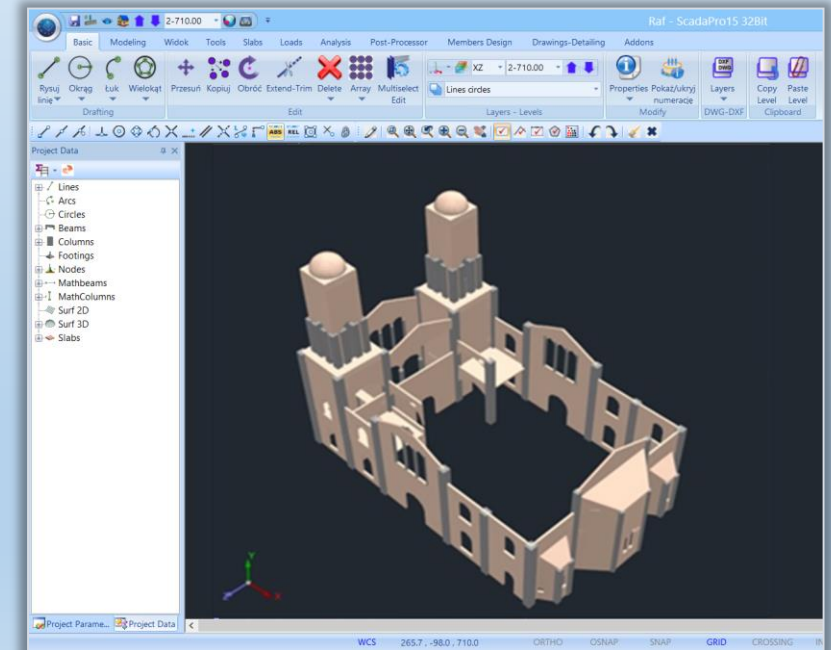 2-710.00
Raf - ScadaPro15 32Bit
Basic Modeling Widok Tools Slabs Loads Analysis Post-Processor Members Design Drawings-Detailing Addons
XZ 2-710.00
Lines circles
Rysuj linię Okrąg Łuk Wielokąt Przesuń Kopiuj Obróć Extend-Trim Delete Array Multiselect Edit Properties Pokaż/ukryj numerację Layers Copy Level Paste Level
Drafting Edit Layers - Levels Modify DWG-DXF Clipboard
ABS REL
Project Data
Lines
Arcs
Circles
Beams
Columns
Footings
Nodes
Mathbeams
MathColumns
Surf 2D
Surf 3D
Slabs
Project Parame... Project Data
WCS 265.7 , -98.0 , 710.0 ORTHO OSNAP SNAP GRID CROSSING